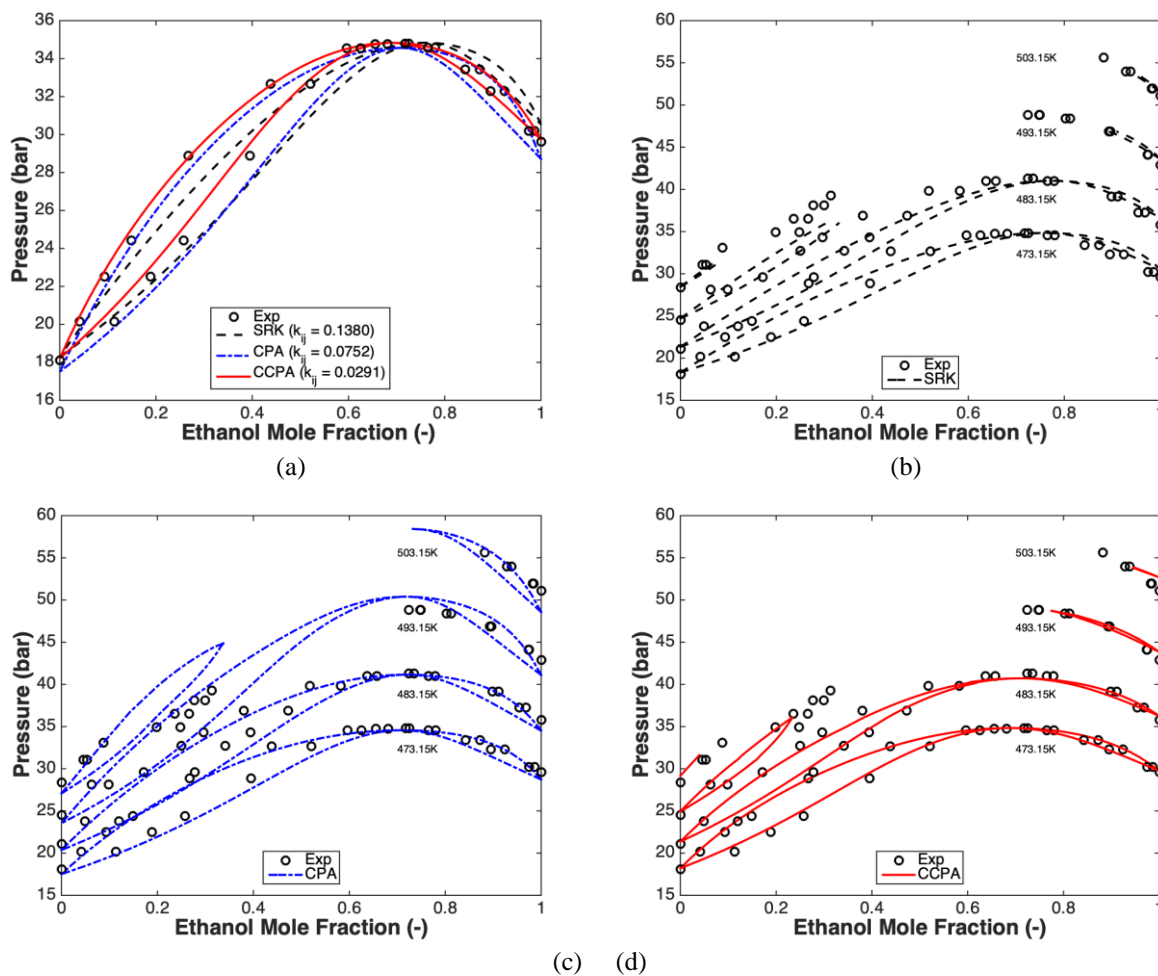 36
34
32
30
28
26
24
22
20
18
16
Pressure (bar)
Exp
SRK (k_ij = 0.1380)
CPA (k_ij = 0.0752)
CCPA (k_ij = 0.0291)
0 0.2 0.4 0.6 0.8 1
Ethanol Mole Fraction (-)
(a)
60
55
50
45
40
35
30
25
20
15
Pressure (bar)
503.15K
493.15K
483.15K
473.15K
Exp
SRK
0 0.2 0.4 0.6 0.8 1
Ethanol Mole Fraction (-)
(b)
60
55
50
45
40
35
30
25
20
15
Pressure (bar)
503.15K
493.15K
483.15K
473.15K
Exp
CPA
0 0.2 0.4 0.6 0.8 1
Ethanol Mole Fraction (-)
(c)
60
55
50
45
40
35
30
25
20
15
Pressure (bar)
503.15K
493.15K
483.15K
473.15K
Exp
CCPA
0 0.2 0.4 0.6 0.8 1
Ethanol Mole Fraction (-)
(d)